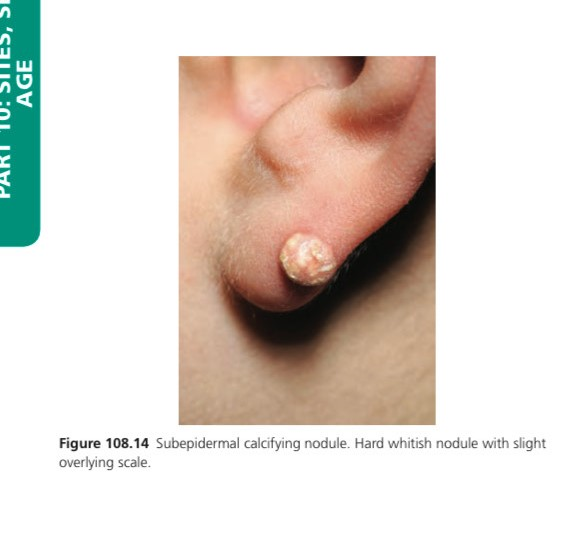 PART 10: SITES,
AGE
Figure 108.14 Subepidermal calcifying nodule. Hard whitish nodule with slight
overlying scale.